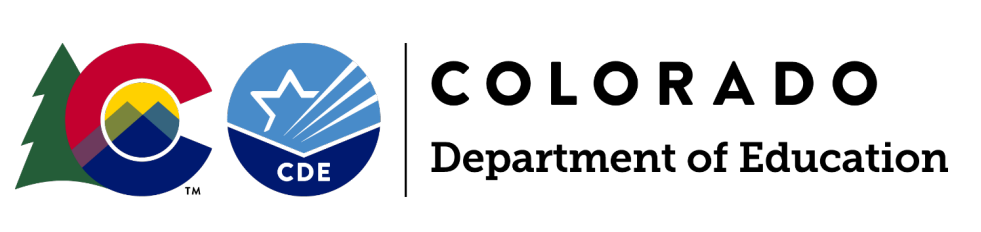 TM
CDE
COLORADO
Department of Education